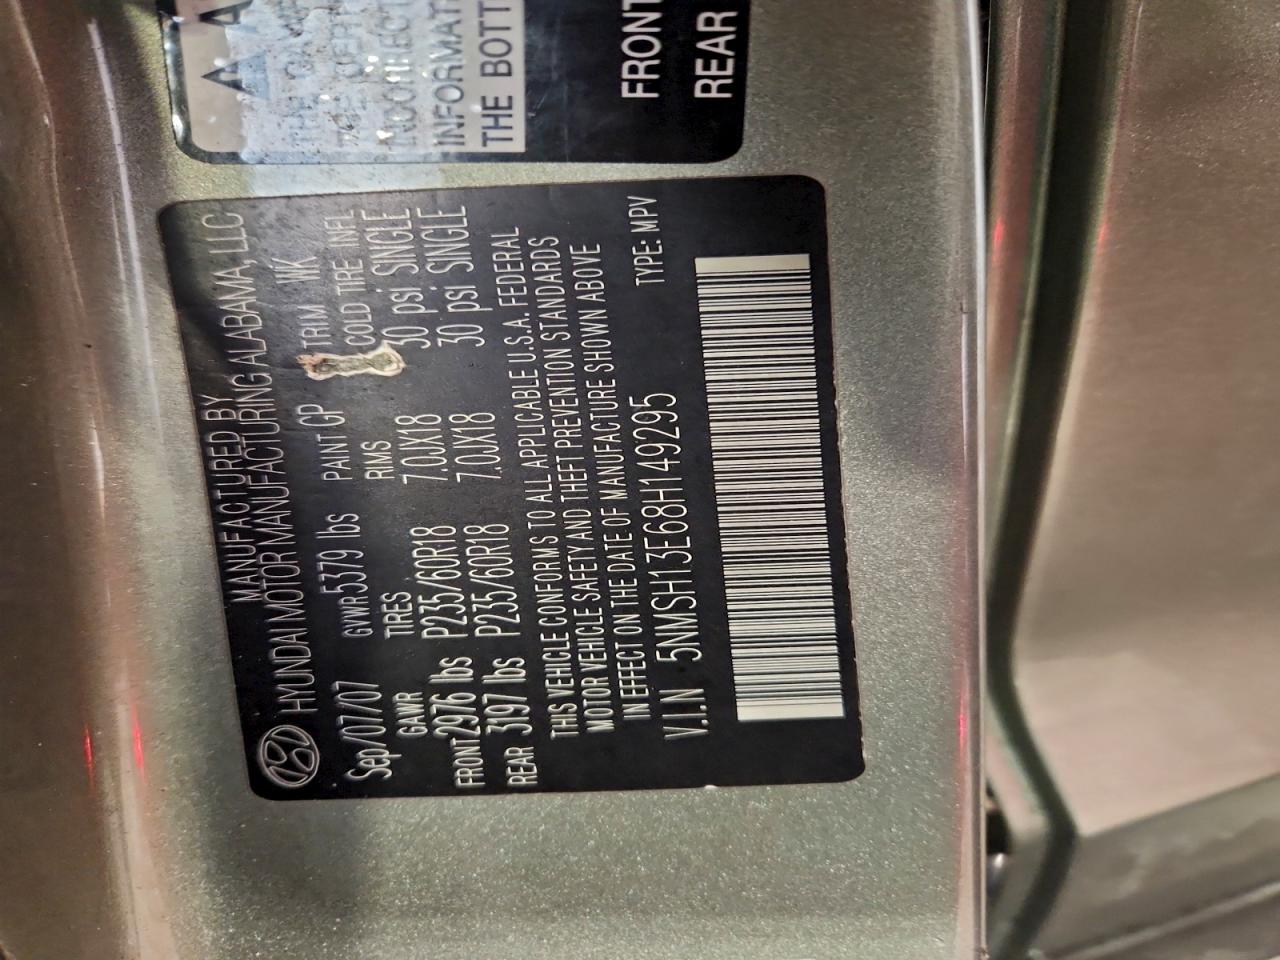 MANUFACTURED BY
HYUNDAI MOTOR MANUFACTURING ALABAMA, LLC
Sep/07/07 GVWR 5379 lbs PAINT GP TRIM WK
GAWR TIRES RIMS COLD TIRE INFL
FRONT 2976 lbs P235/60R18 7.0JX18 30 psi SINGLE
REAR 3197 lbs P235/60R18 7.0JX18 30 psi SINGLE
THIS VEHICLE CONFORMS TO ALL APPLICABLE U.S.A. FEDERAL
MOTOR VEHICLE SAFETY AND THEFT PREVENTION STANDARDS
IN EFFECT ON THE DATE OF MANUFACTURE SHOWN ABOVE
V.I.N 5NMSH13E68H149295 TYPE: MPV
INFORMAT
THE BOTT
FRONT
REAR